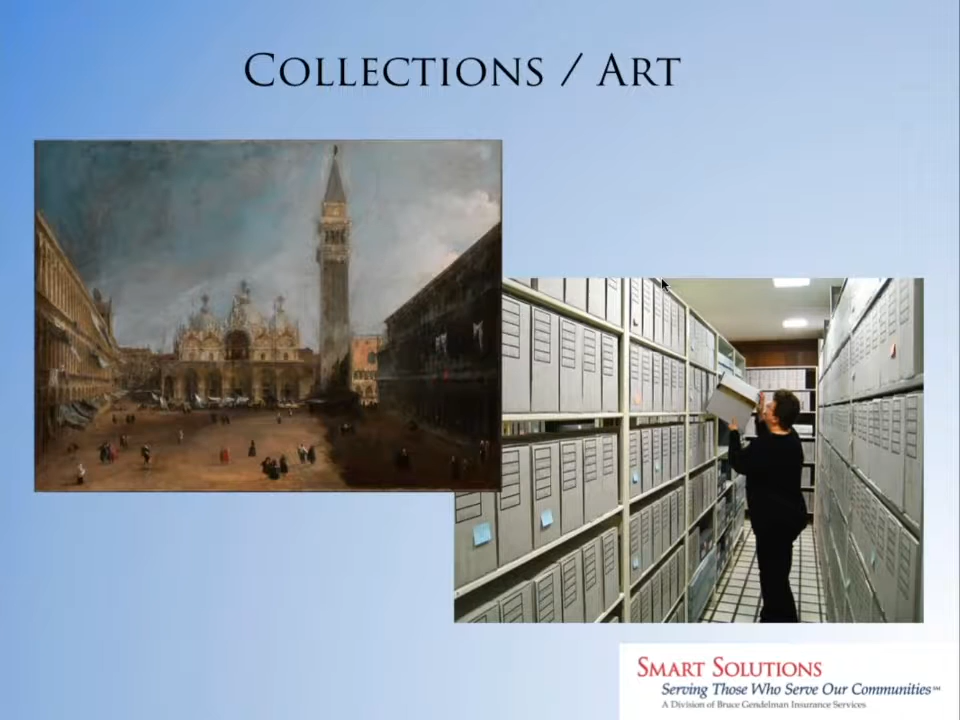 Collections / Art
Smart Solutions
Serving Those Who Serve Our Communities℠
A Division of Bruce Gendelman Insurance Services